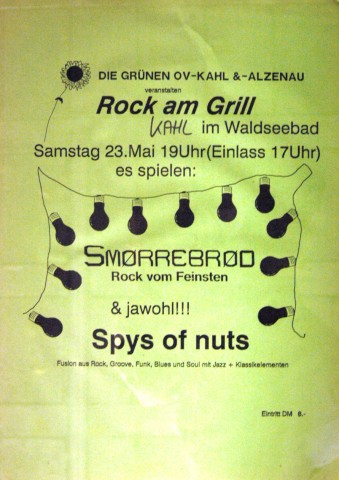 DIE GRÜNEN OV-KAHL &-ALZENAU
veranstalten
Rock am Grill
KAHL im Waldseebad
Samstag 23.Mai 19Uhr(Einlass 17Uhr)
es spielen:
SMØRREBRØD
Rock vom Feinsten
& jawohl!!!
Spys of nuts
Fusion aus Rock, Groove, Funk, Blues und Soul mit Jazz + Klassikelementen
Eintritt DM 8.-